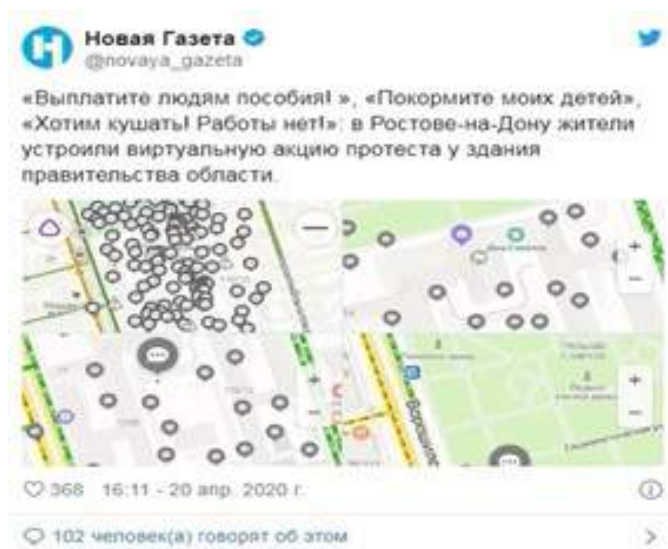 Новая Газета
@novaya_gazeta
«Выплатите людям пособия! », «Покормите моих детей»,
«Хотим кушать! Работы нет!»: в Ростове-на-Дону жители
устроили виртуальную акцию протеста у здания
правительства области.
368 16:11 - 20 апр. 2020 г.
102 человек(а) говорят об этом